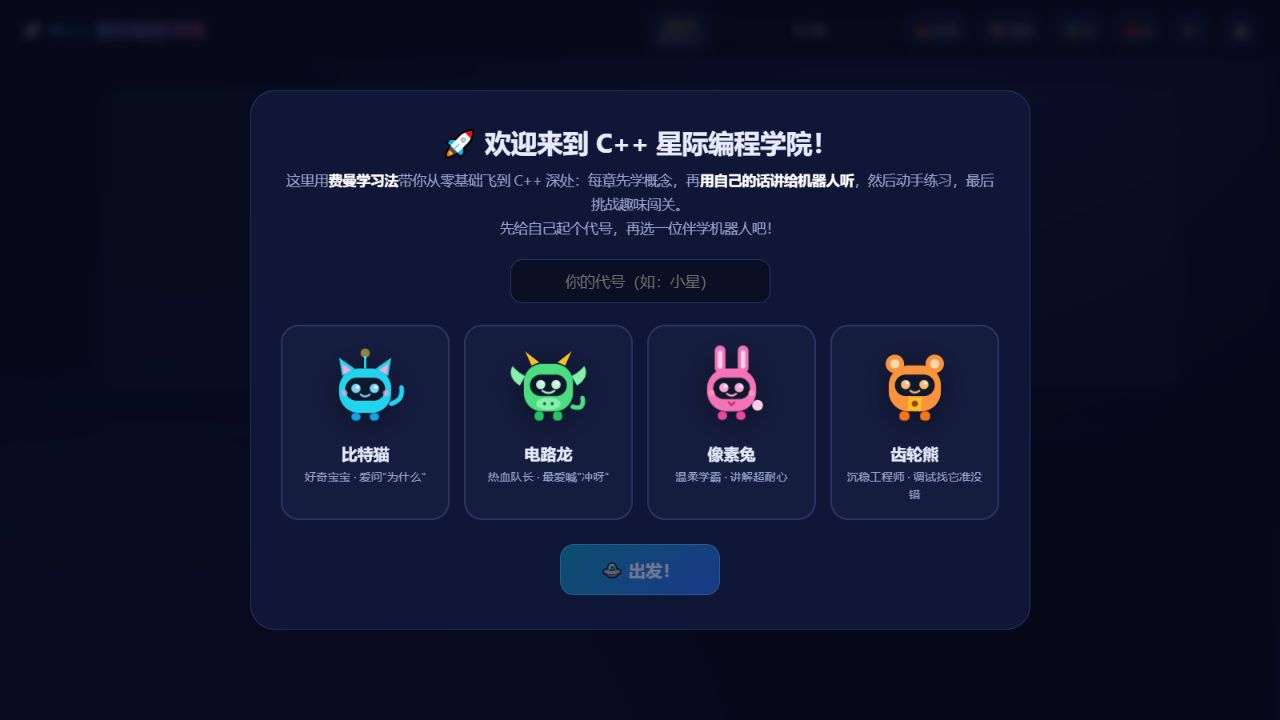 🚀 欢迎来到 C++ 星际编程学院！
这里用费曼学习法带你从零基础飞到 C++ 深处：每章先学概念，再用自己的话讲给机器人听，然后动手练习，最后
挑战趣味闯关。
先给自己起个代号，再选一位伴学机器人吧！
你的代号（如：小星）
比特猫
好奇宝宝 · 爱问"为什么"
电路龙
热血队长 · 最爱喊"冲呀"
像素兔
温柔学霸 · 讲解超耐心
齿轮熊
沉稳工程师 · 调试找它准没
错
🛸 出发！